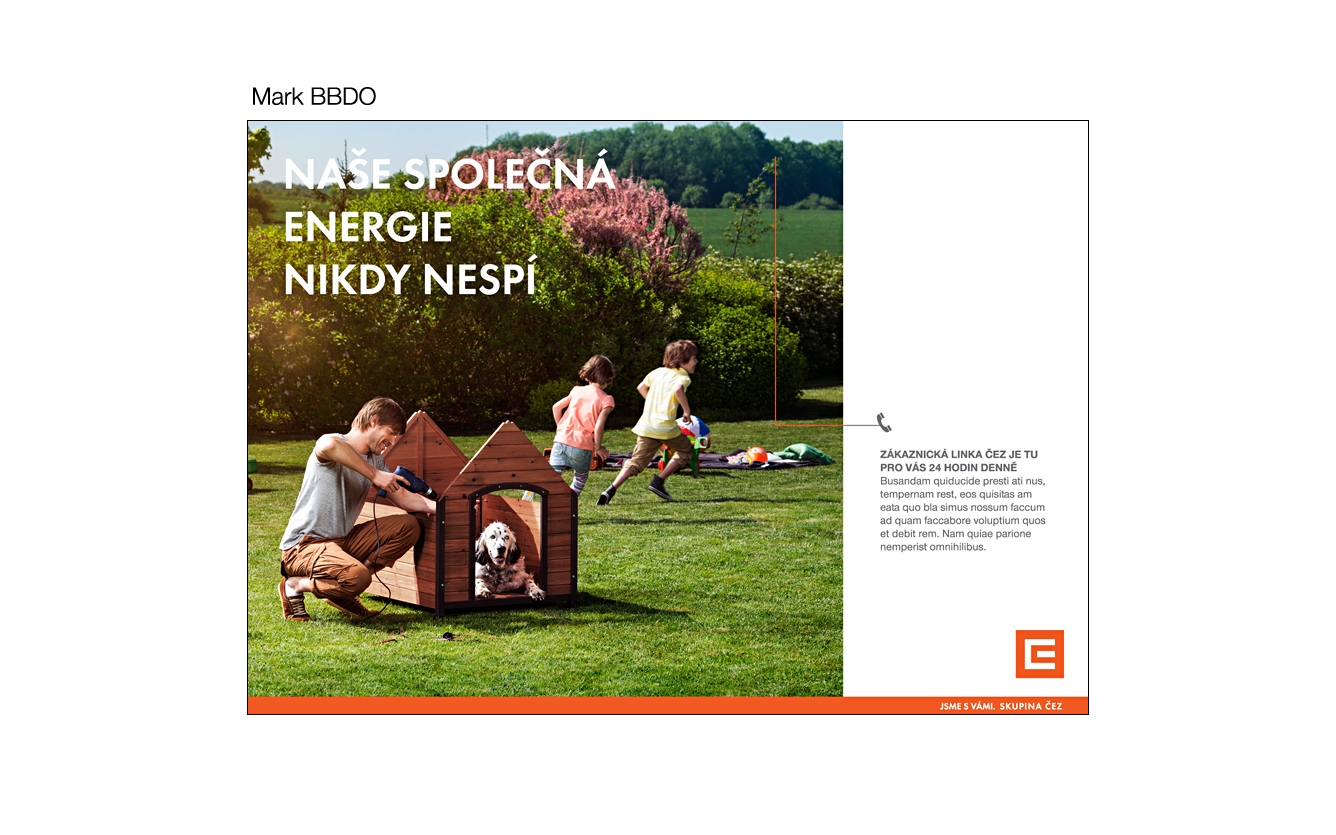 Mark BBDO
NAŠE SPOLEČNÁ
ENERGIE
NIKDY NESPÍ
ZÁKAZNICKÁ LINKA ČEZ JE TU
PRO VÁS 24 HODIN DENNĚ
Busandam quiducide presti ati nus,
tempernam rest, eos quisitas am
eata quo bla simus nossum faccum
ad quam faccabore voluptium quos
et debit rem. Nam quiae parione
nemperist omnihilibus.
JSME S VÁMI. SKUPINA ČEZ